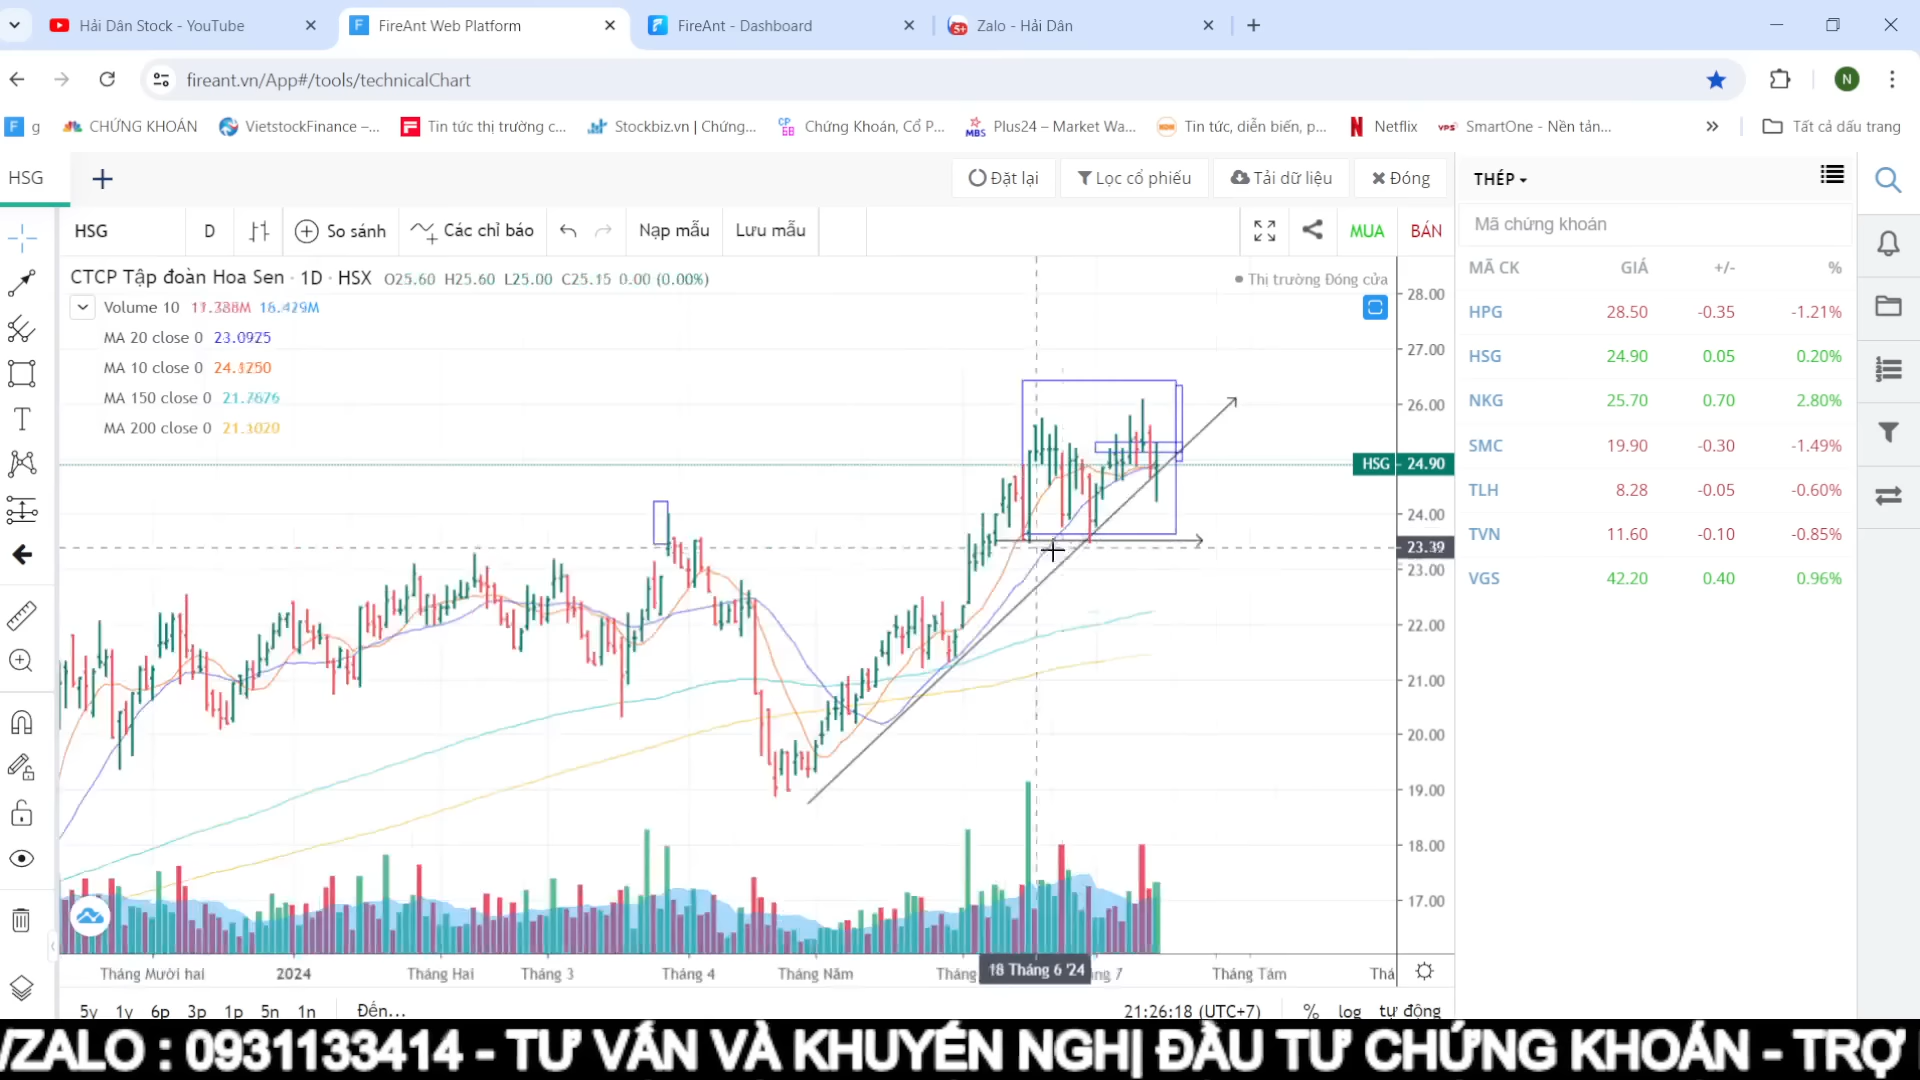 Hải Dân Stock - YouTube
FireAnt Web Platform
FireAnt - Dashboard
Zalo - Hải Dân
fireant.vn/App#/tools/technicalChart
N
g
CHỨNG KHOÁN
VietstockFinance –...
Tin tức thị trường c...
Stockbiz.vn | Chứng...
Chứng Khoán, Cổ P...
Plus24 – Market Wa...
Tin tức, diễn biến, p...
Netflix
SmartOne - Nền tản...
Tất cả dấu trang
HSG
Đặt lại
Lọc cổ phiếu
Tải dữ liệu
Đóng
THÉP
HSG
D
So sánh
Các chỉ báo
Nạp mẫu
Lưu mẫu
MUA
BÁN
Mã chứng khoán
CTCP Tập đoàn Hoa Sen · 1D · HSX O25.60 H25.60 L25.00 C25.15 0.00 (0.00%)
Thị trường Đóng cửa
Volume 10 11.388M 16.429M
MA 20 close 0 23.0925
MA 10 close 0 24.1250
MA 150 close 0 21.7676
MA 200 close 0 21.3020
28.00
27.00
26.00
HSG 24.90
24.00
23.39
23.00
22.00
21.00
20.00
19.00
18.00
17.00
MÃ CK GIÁ +/- %
HPG 28.50 -0.35 -1.21%
HSG 24.90 0.05 0.20%
NKG 25.70 0.70 2.80%
SMC 19.90 -0.30 -1.49%
TLH 8.28 -0.05 -0.60%
TVN 11.60 -0.10 -0.85%
VGS 42.20 0.40 0.96%
Tháng Mười hai
2024
Tháng Hai
Tháng 3
Tháng 4
Tháng Năm
Tháng
18 Tháng 6 '24
7
Tháng Tám
Thá
5y 1y 6p 3p 1p 5n 1n Đến...
21:26:18 (UTC+7) % log tự động
/ZALO : 0931133414 - TƯ VẤN VÀ KHUYẾN NGHỊ ĐẦU TƯ CHỨNG KHOÁN - TRỢ